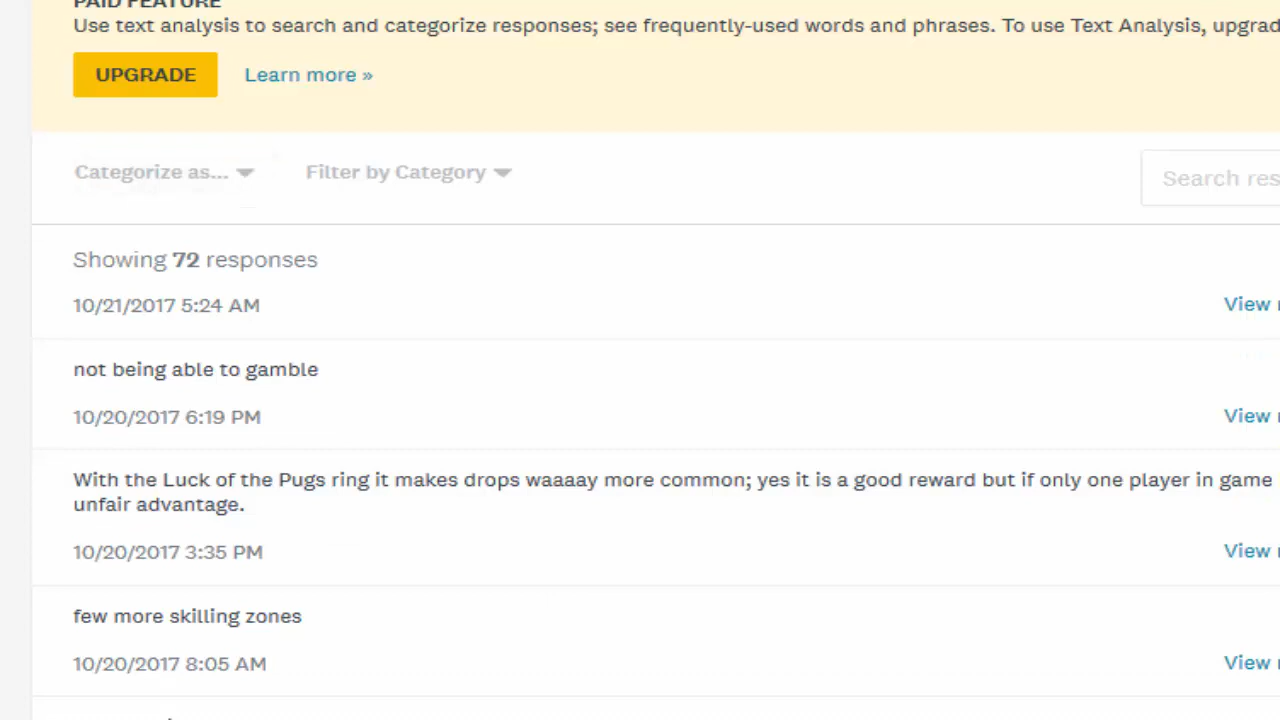 PAID FEATURE
Use text analysis to search and categorize responses; see frequently-used words and phrases. To use Text Analysis, upgrad
UPGRADE Learn more »
Categorize as... Filter by Category Search res
Showing 72 responses
10/21/2017 5:24 AM View
not being able to gamble
10/20/2017 6:19 PM View
With the Luck of the Pugs ring it makes drops waaaay more common; yes it is a good reward but if only one player in game
unfair advantage.
10/20/2017 3:35 PM View
few more skilling zones
10/20/2017 8:05 AM View